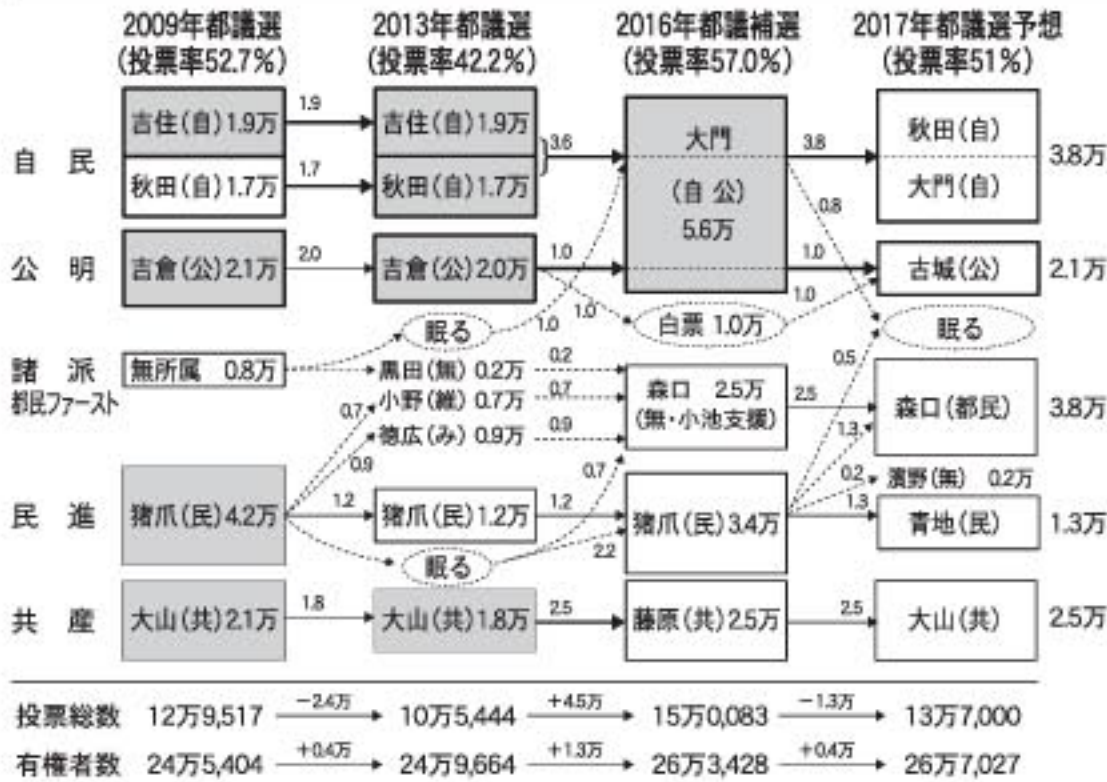 2009年都議選 2013年都議選 2016年都議補選 2017年都議選予想
(投票率52.7%) (投票率42.2%) (投票率57.0%) (投票率51%)
自民
吉住(自)1.9万 1.9 吉住(自)1.9万 3.6 大門 3.8 秋田(自) 3.8万
秋田(自)1.7万 1.7 秋田(自)1.7万 (自公) 0.8 大門(自)
5.6万
公明 吉倉(公)2.1万 2.0 吉倉(公)2.0万 1.0 1.0 古城(公) 2.1万
1.0 1.0 白票 1.0万 1.0
眠る 眠る
諸派 無所属 0.8万 黒田(無)0.2万 0.2 森口 2.5万 2.5 0.5 森口(都民) 3.8万
都民ファースト 0.7 小野(維)0.7万 0.7 (無・小池支援)
0.9 徳広(み)0.9万 0.9 0.7 1.3
0.2 濱野(無) 0.2万
民進 猪爪(民)4.2万 1.2 猪爪(民)1.2万 1.2 猪爪(民)3.4万 1.3 青地(民) 1.3万
眠る 2.2
共産 大山(共)2.1万 1.8 大山(共)1.8万 2.5 藤原(共)2.5万 2.5 大山(共) 2.5万
投票総数 12万9,517 −2.4万 10万5,444 +4.5万 15万0,083 −1.3万 13万7,000
有権者数 24万5,404 +0.4万 24万9,664 +1.3万 26万3,428 +0.4万 26万7,027